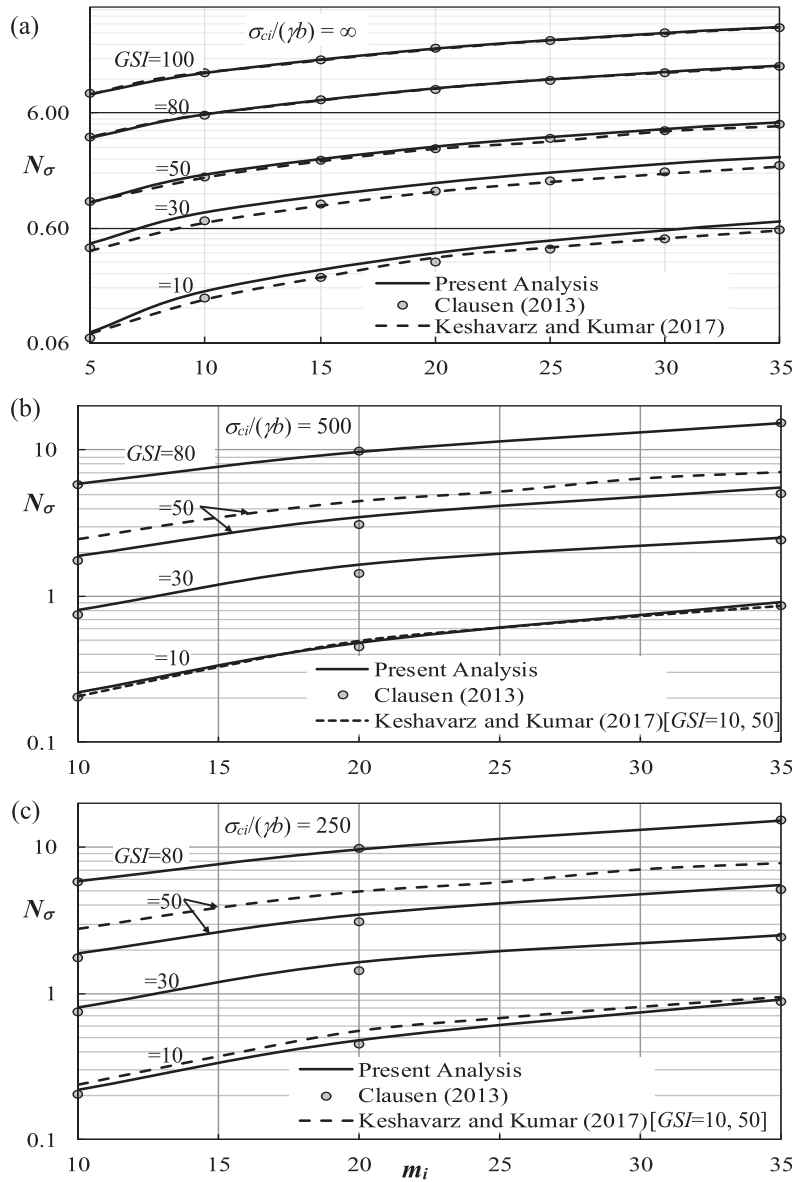 (a)
σci/(γb) = ∞
GSI=100
=80
6.00
Nσ
=50
=30
0.60
=10
Present Analysis
Clausen (2013)
Keshavarz and Kumar (2017)
0.06
5 10 15 20 25 30 35
(b)
σci/(γb) = 500
GSI=80
10
Nσ
=50
=30
1
=10
Present Analysis
Clausen (2013)
Keshavarz and Kumar (2017)[GSI=10, 50]
0.1
10 15 20 25 30 35
(c)
σci/(γb) = 250
GSI=80
10
Nσ
=50
=30
1
=10
Present Analysis
Clausen (2013)
Keshavarz and Kumar (2017)[GSI=10, 50]
0.1
10 15 20 25 30 35
mi